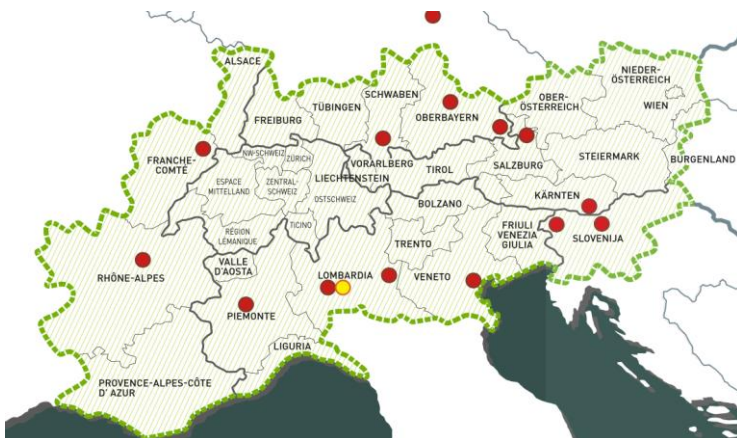 ALSACE
NIEDER-
ÖSTERREICH
SCHWABEN
OBER-
ÖSTERREICH
TÜBINGEN
WIEN
FREIBURG
OBERBAYERN
NW-SCHWEIZ
ZÜRICH
FRANCHE-
COMTÉ
VORARLBERG
TIROL
SALZBURG
STEIERMARK
BURGENLAND
LIECHTENSTEIN
ESPACE
MITTELLAND
ZENTRAL-
SCHWEIZ
OSTSCHWEIZ
BOLZANO
KÄRNTEN
RÉGION
LÉMANIQUE
TICINO
FRIULI
VENEZIA
GIULIA
SLOVENIJA
TRENTO
VALLE
D'AOSTA
RHÔNE-ALPES
LOMBARDIA
VENETO
PIEMONTE
LIGURIA
PROVENCE-ALPES-CÔTE
D' AZUR